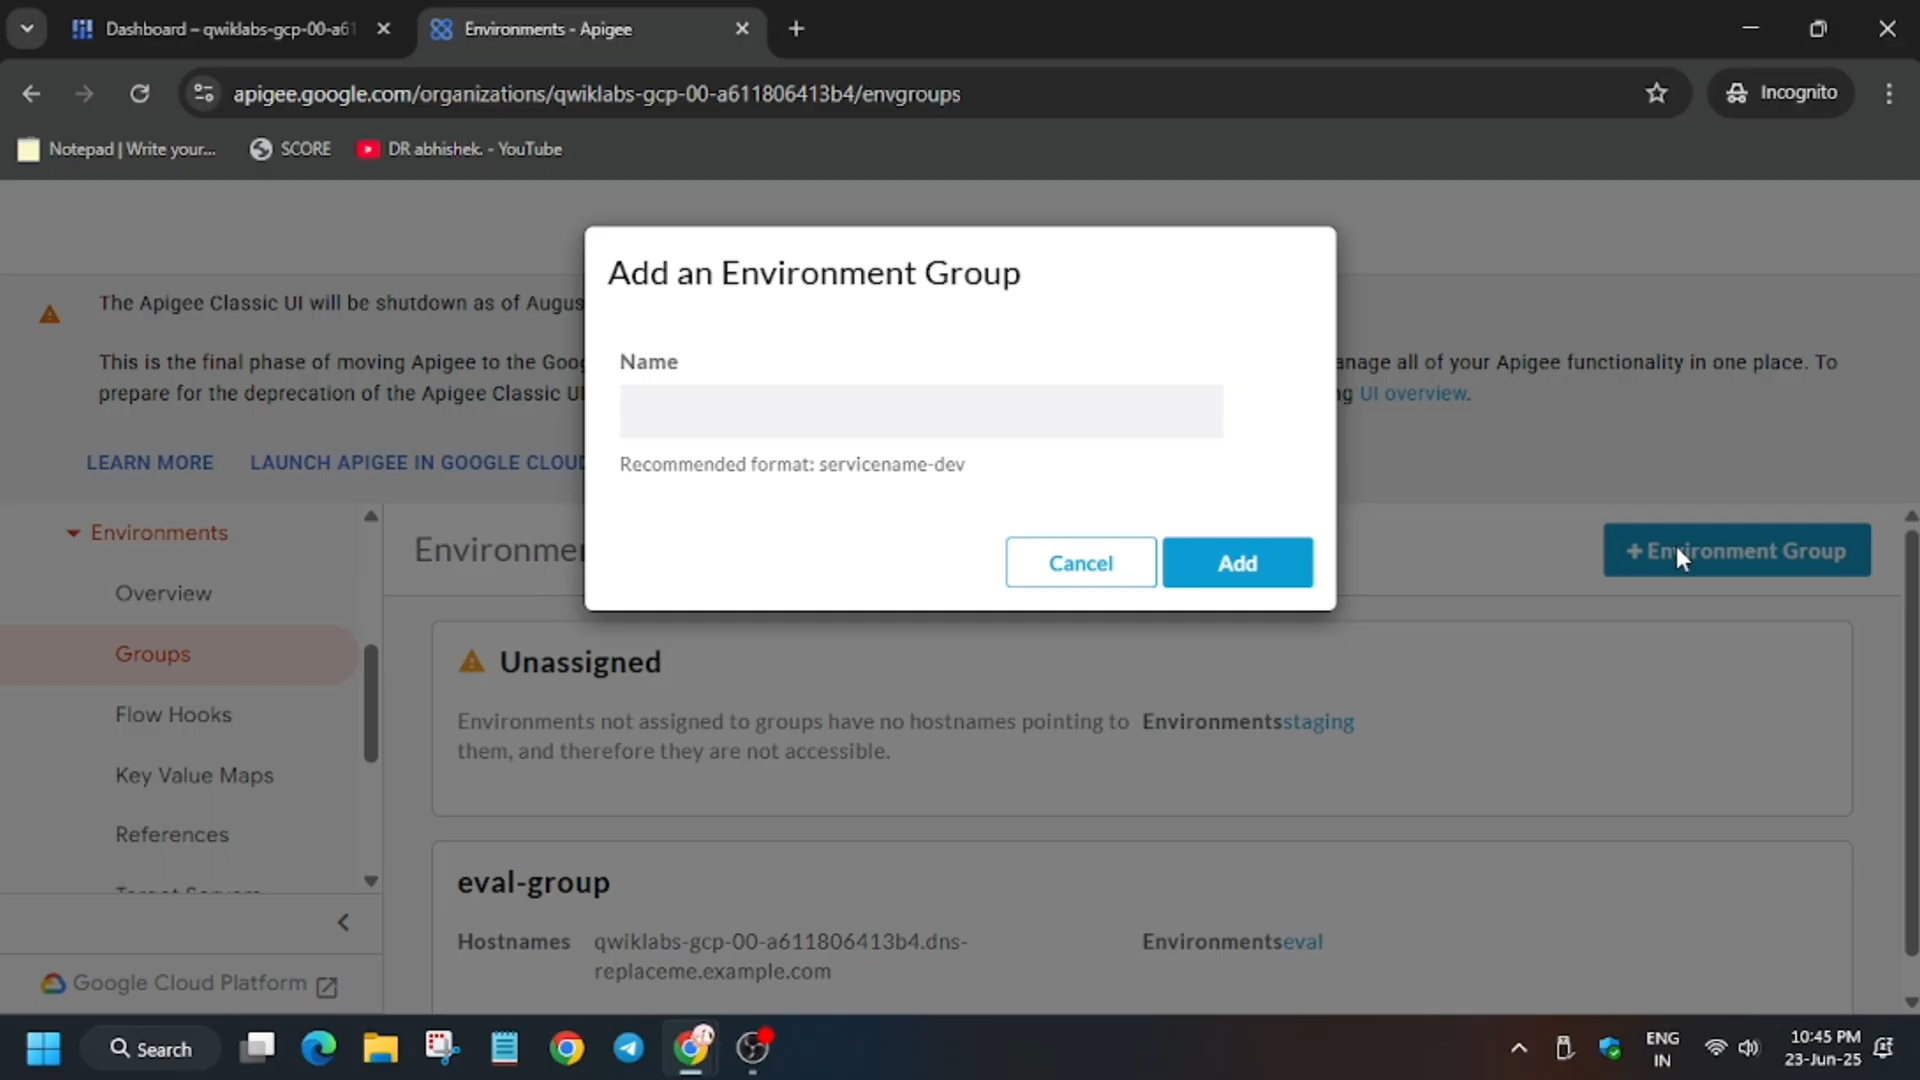 Dashboard – qwiklabs-gcp-00-a61
Environments - Apigee
apigee.google.com/organizations/qwiklabs-gcp-00-a611806413b4/envgroups
Incognito
Notepad | Write your...
SCORE
DR abhishek. - YouTube
The Apigee Classic UI will be shutdown as of Augus
This is the final phase of moving Apigee to the Goo
anage all of your Apigee functionality in one place. To
prepare for the deprecation of the Apigee Classic UI
g UI overview.
LEARN MORE
LAUNCH APIGEE IN GOOGLE CLOUD
Add an Environment Group
Name
Recommended format: servicename-dev
Cancel
Add
Environments
Overview
Groups
Flow Hooks
Key Value Maps
References
Target Servers
Google Cloud Platform
Environmen
+ Environment Group
Unassigned
Environments not assigned to groups have no hostnames pointing to
them, and therefore they are not accessible.
Environmentsstaging
eval-group
Hostnames
qwiklabs-gcp-00-a611806413b4.dns-
replaceme.example.com
Environmentseval
Search
ENG
IN
10:45 PM
23-Jun-25